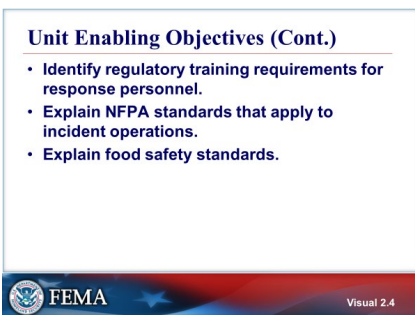 Unit Enabling Objectives (Cont.)
• Identify regulatory training requirements for
response personnel.
• Explain NFPA standards that apply to
incident operations.
• Explain food safety standards.
FEMA
Visual 2.4